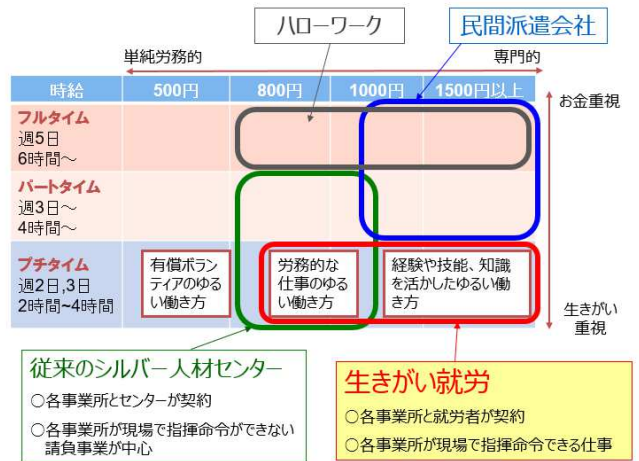 ハローワーク
民間派遣会社
単純労務的
専門的
時給 500円 800円 1000円 1500円以上
お金重視
フルタイム
週5日
6時間～
パートタイム
週3日～
4時間～
プチタイム
週2日,3日
2時間~4時間
有償ボラン
ティアのゆる
い働き方
労務的な
仕事のゆる
い働き方
経験や技能、知識
を活かしたゆるい働
き方
生きがい
重視
従来のシルバー人材センター
○各事業所とセンターが契約
○各事業所が現場で指揮命令ができない
請負事業が中心
生きがい就労
○各事業所と就労者が契約
○各事業所が現場で指揮命令できる仕事